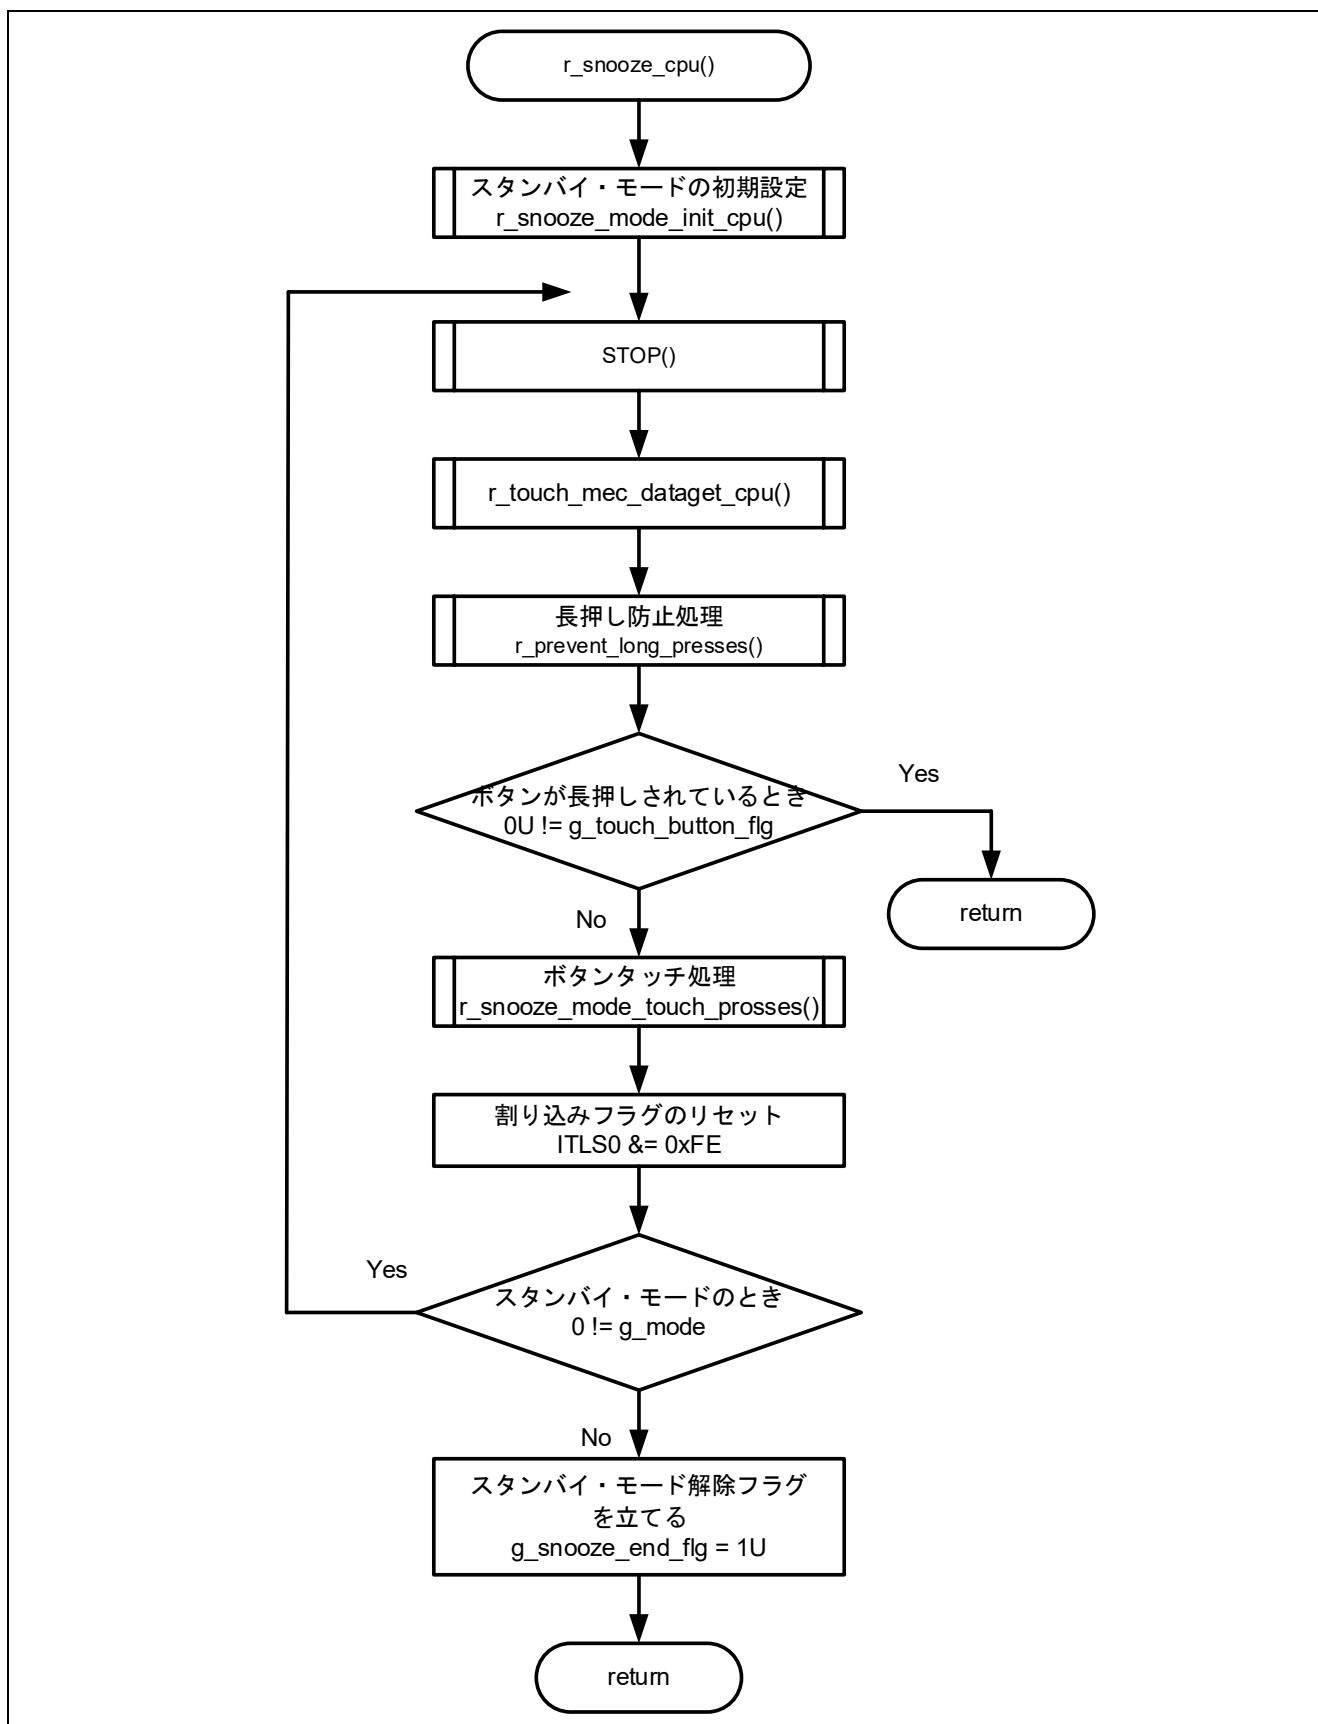 r_snooze_cpu()
スタンバイ・モードの初期設定
r_snooze_mode_init_cpu()
STOP()
r_touch_mec_dataget_cpu()
長押し防止処理
r_prevent_long_presses()
ボタンが長押しされているとき
0U != g_touch_button_flg
Yes
return
No
ボタンタッチ処理
r_snooze_mode_touch_prosses()
割り込みフラグのリセット
ITLS0 &= 0xFE
Yes
スタンバイ・モードのとき
0 != g_mode
No
スタンバイ・モード解除フラグ
を立てる
g_snooze_end_flg = 1U
return